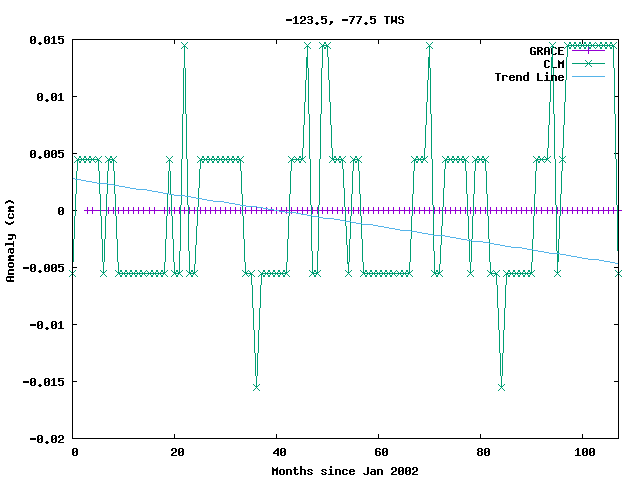 -123.5, -77.5 TWS
0.015
0.01
0.005
0
-0.005
-0.01
-0.015
-0.02
Anomaly (cm)
GRACE
CLM
Trend Line
0 20 40 60 80 100
Months since Jan 2002